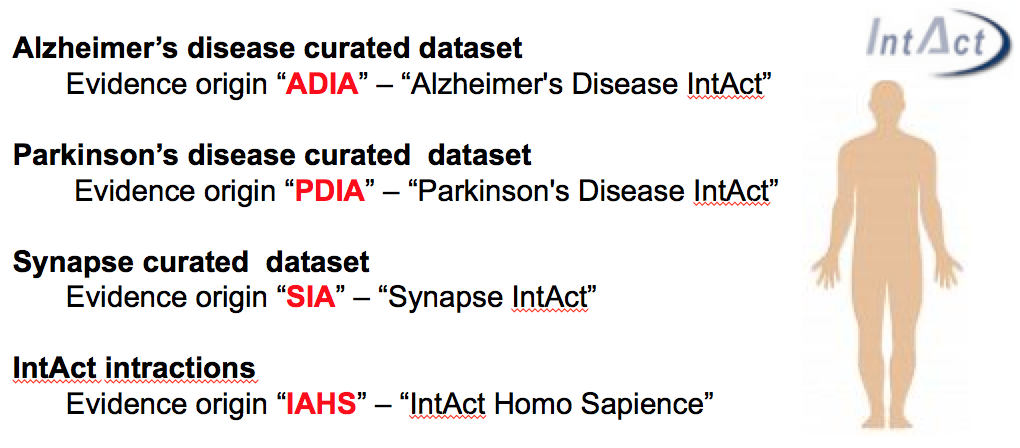 IntAct
Alzheimer’s disease curated dataset
Evidence origin “ADIA” – “Alzheimer's Disease IntAct”
Parkinson’s disease curated  dataset
Evidence origin “PDIA” – “Parkinson's Disease IntAct”
Synapse curated  dataset
Evidence origin “SIA” – “Synapse IntAct”
IntAct intractions
Evidence origin “IAHS” – “IntAct Homo Sapience”